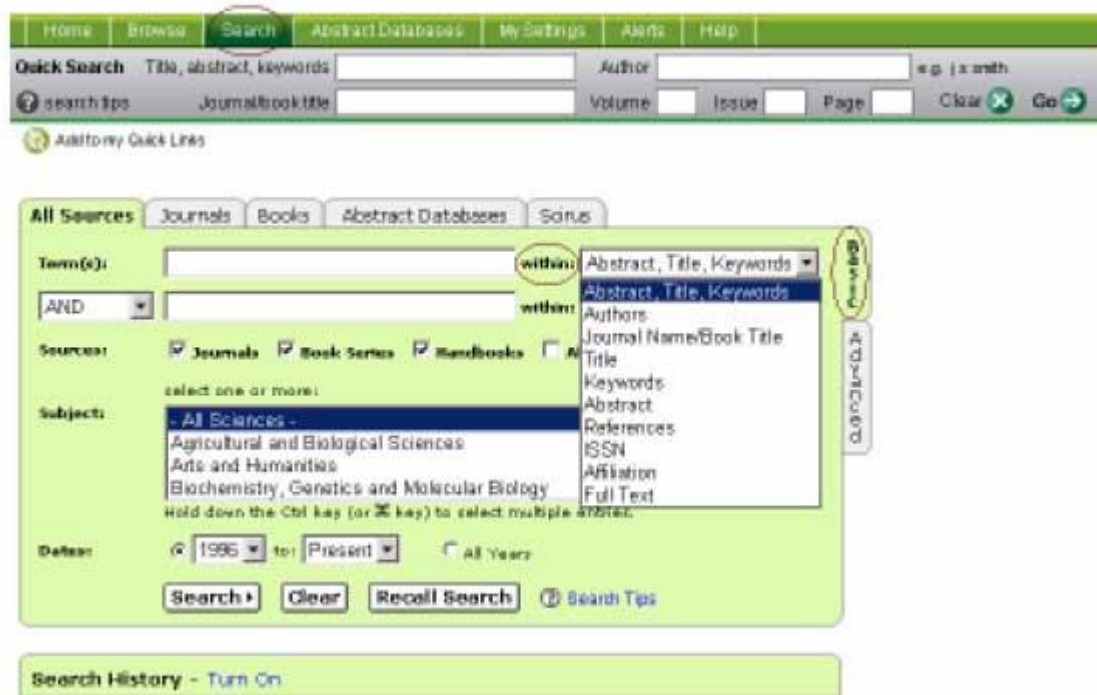 Home Browse Search Abstract Databases My Settings Alerts Help
Quick Search Title, abstract, keywords Author e.g. j s smith
search tips Journal/book title Volume Issue Page Clear Go
Add to my Quick Links
All Sources Journals Books Abstract Databases Scirus
Term(s): within: Abstract, Title, Keywords
Basic
Abstract, Title, Keywords
AND within:
Authors
Journal Name/Book Title
Sources: Journals Book Series Handbooks
Title
Advanced
Keywords
select one or more:
Abstract
Subject: - All Sciences -
References
Agricultural and Biological Sciences
ISSN
Arts and Humanities
Affiliation
Biochemistry, Genetics and Molecular Biology
Full Text
Hold down the Ctrl key (or ⌘ key) to select multiple entries.
Dates: 1996 to: Present All Years
Search Clear Recall Search Search Tips
Search History - Turn On